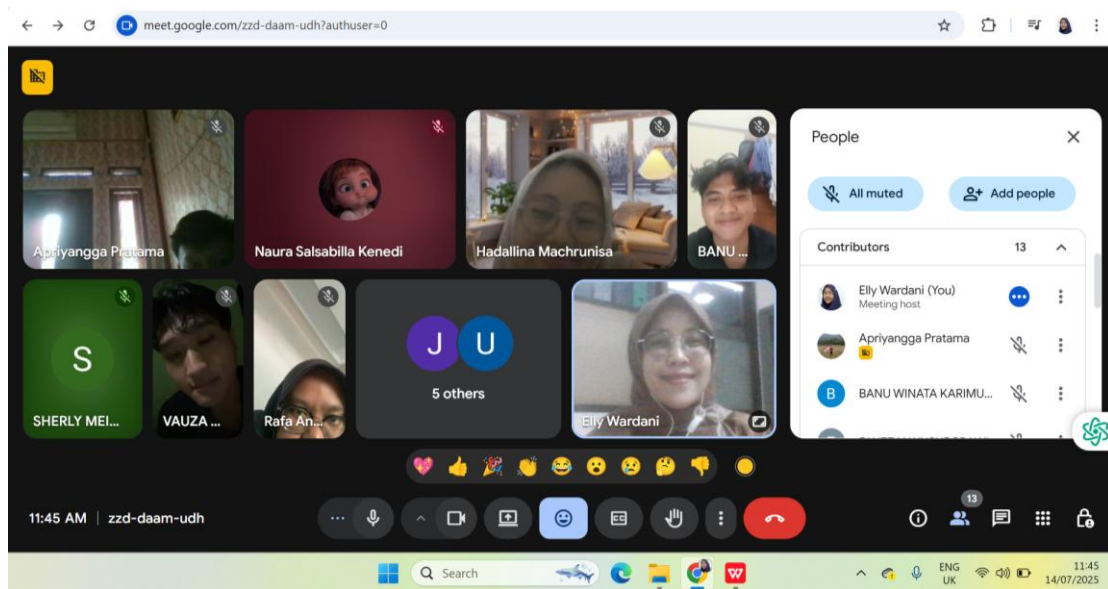 meet.google.com/zzd-daam-udh?authuser=0
Apriyangga Pratama
Naura Salsabilla Kenedi
Hadallina Machrunisa
BANU ...
S
SHERLY MEI...
VAUZA ...
Rafa An...
J U
5 others
Elly Wardani
People
All muted
Add people
Contributors 13
Elly Wardani (You)
Meeting host
Apriyangga Pratama
B
BANU WINATA KARIMU...
11:45 AM | zzd-daam-udh
CC
13
Search
W
ENG
UK
11:45
14/07/2025